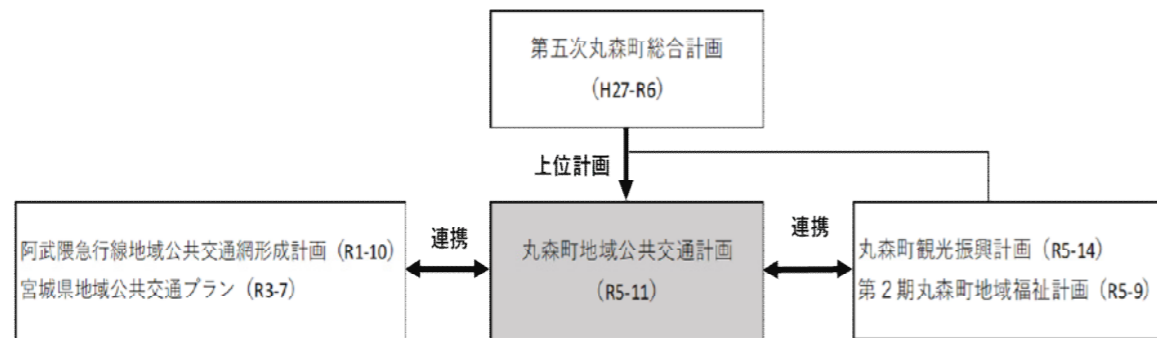 第五次丸森町総合計画
（H27-R6）
上位計画
阿武隈急行線地域公共交通網形成計画（R1-10）
宮城県地域公共交通プラン（R3-7）
連携
丸森町地域公共交通計画
（R5-11）
連携
丸森町観光振興計画（R5-14）
第２期丸森町地域福祉計画（R5-9）